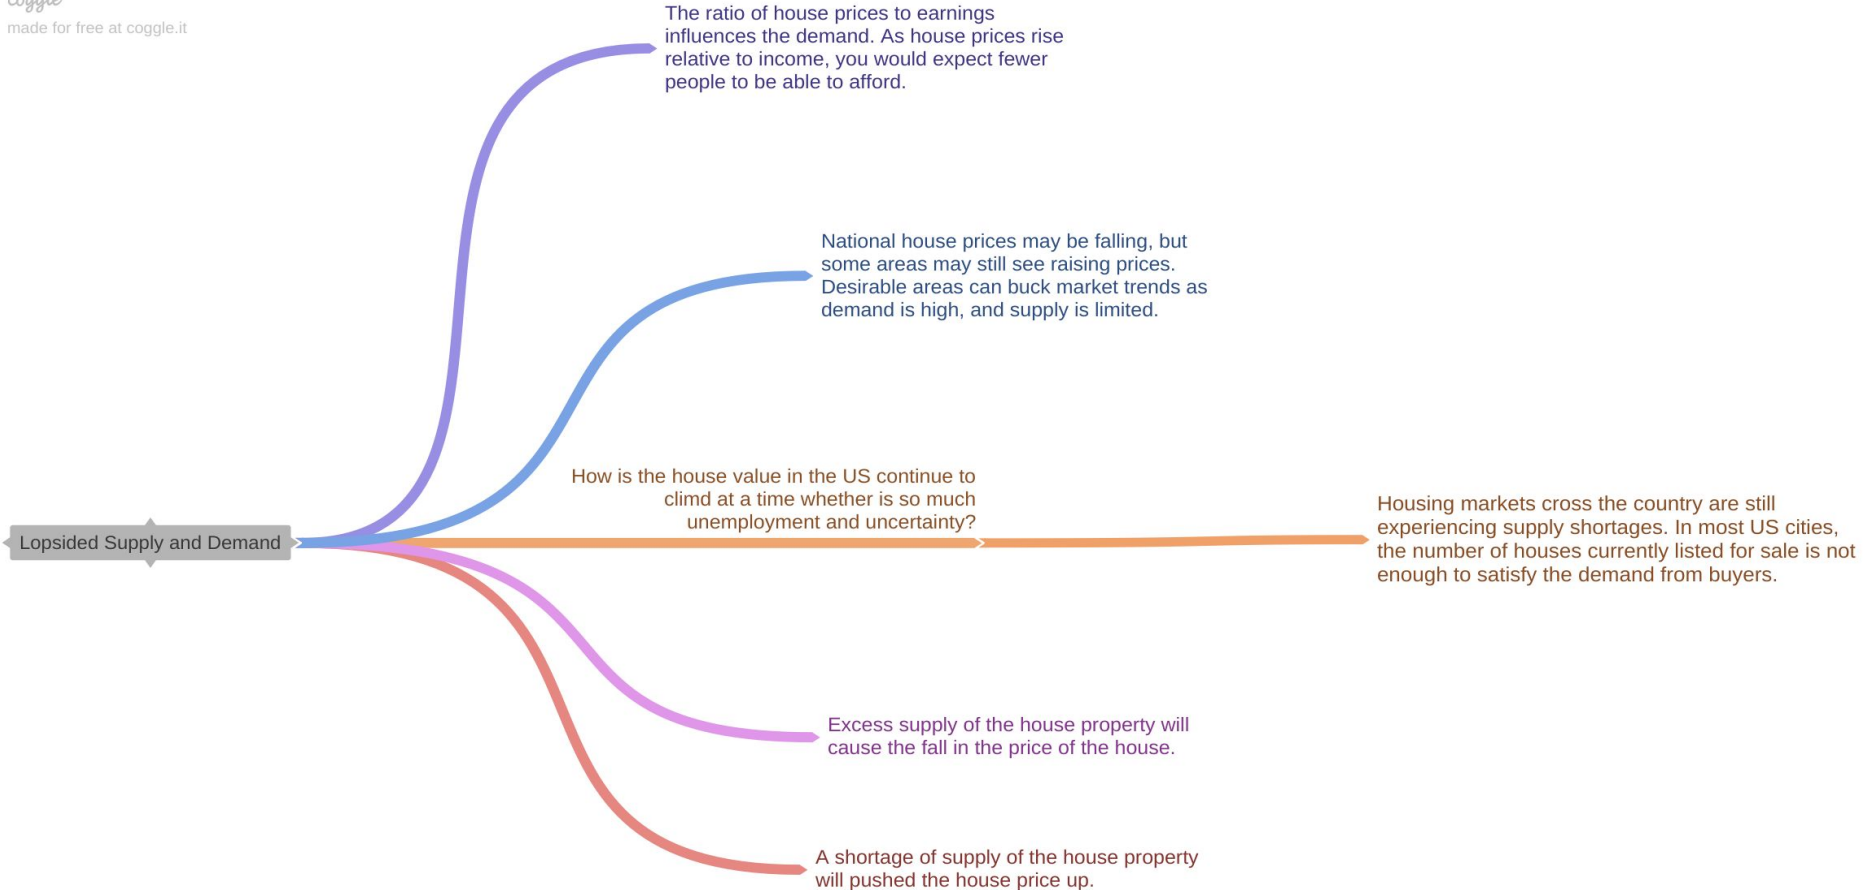 coggle
made for free at coggle.it
The ratio of house prices to earnings
influences the demand. As house prices rise
relative to income, you would expect fewer
people to be able to afford.
National house prices may be falling, but
some areas may still see raising prices.
Desirable areas can buck market trends as
demand is high, and supply is limited.
How is the house value in the US continue to
climd at a time whether is so much
unemployment and uncertainty?
Housing markets cross the country are still
experiencing supply shortages. In most US cities,
the number of houses currently listed for sale is not
enough to satisfy the demand from buyers.
Lopsided Supply and Demand
Excess supply of the house property will
cause the fall in the price of the house.
A shortage of supply of the house property
will pushed the house price up.